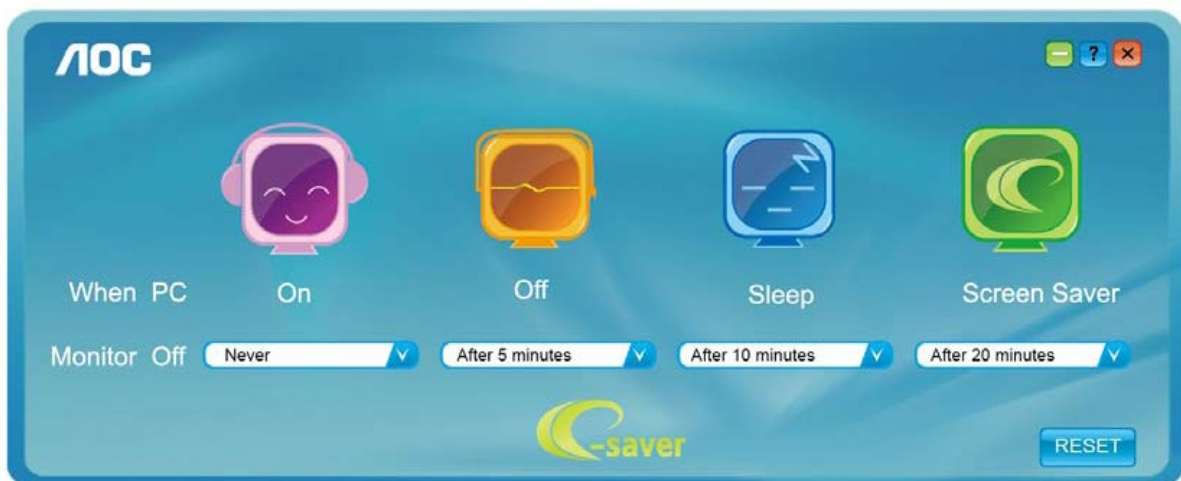 AOC
?
When PC On Off Sleep Screen Saver
Monitor Off Never After 5 minutes After 10 minutes After 20 minutes
e-saver
RESET